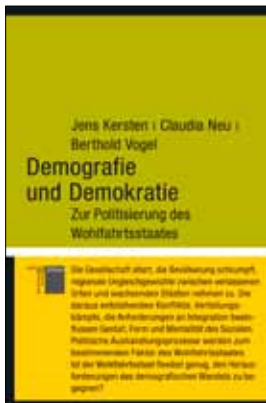 Jens Kersten | Claudia Neu |
Berthold Vogel
Demografie
und Demokratie
Zur Politisierung des
Wohlfahrtsstaates
Die Gesellschaft altert, die Bevölkerung schrumpft,
regionale Ungleichgewichte zwischen verlassenen
Orten und wachsenden Städten nehmen zu. Die
daraus entstehenden Konflikte, Verteilungs-
kämpfe, die Anforderungen an Integration beein-
flussen Gestalt, Form und Mentalität des Sozialen.
Politische Aushandlungsprozesse werden zum
bestimmenden Faktor des Wohlfahrtsstaates.
Ist der Wohlfahrtsstaat flexibel genug, den Heraus-
forderungen des demografischen Wandels zu be-
gegnen?